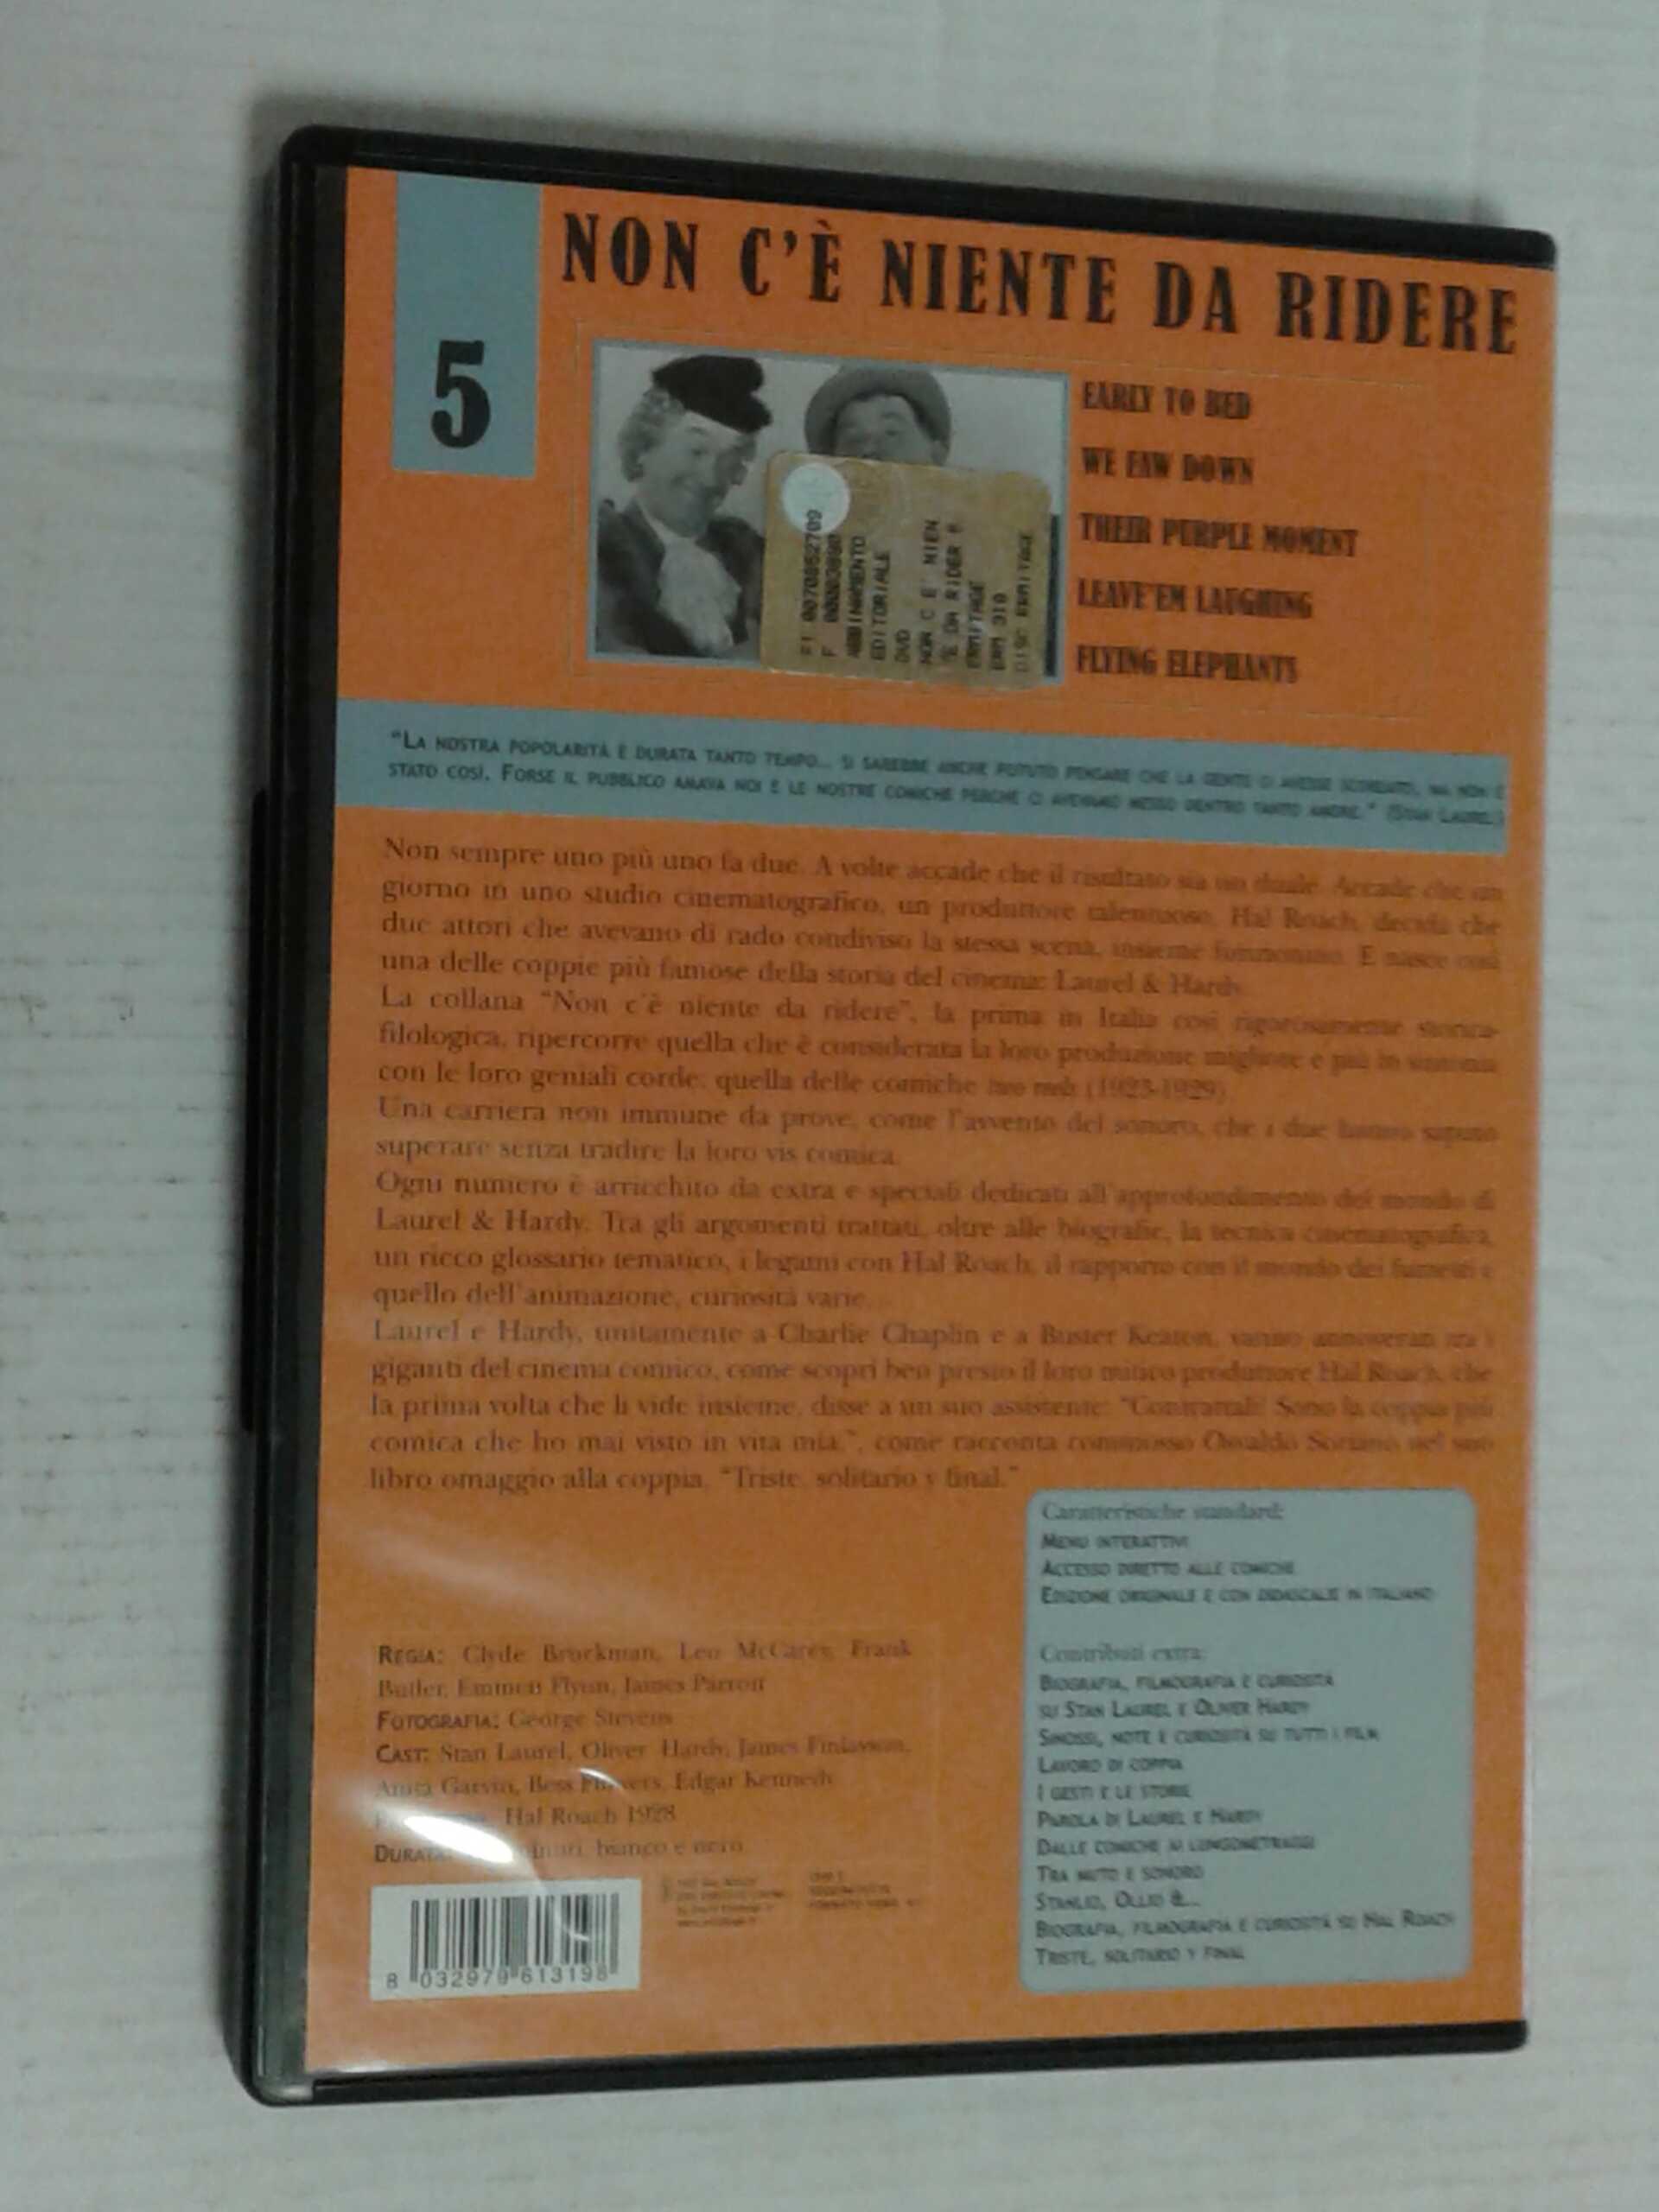 NON C'È NIENTE DA RIDERE
5
EARLY TO BED
WE FAW DOWN
THEIR PURPLE MOMENT
LEAVE'EM LAUGHING
FLYING ELEPHANTS
ABBINAMENTO
EDITORIALE
DVD
NON C E' NIEN
E DA RIDER
ERMITAGE
"LA NOSTRA POPOLARITÀ È DURATA TANTO TEMPO... SI SAREBBE ANCHE POTUTO PENSARE CHE LA GENTE CI AVESSE SCORDATO, MA NON È
STATO COSÌ. FORSE IL PUBBLICO AMAVA NOI E LE NOSTRE COMICHE PERCHÉ CI AVEVAMO MESSO DENTRO TANTO AMORE." (STAN LAUREL)
Non sempre uno più uno fa due. A volte accade che il risultato sia un duale. Accade che un
giorno in uno studio cinematografico, un produttore talentuoso, Hal Roach, decida che
due attori che avevano di rado condiviso la stessa scena, insieme funzionino. E nasce così
una delle coppie più famose della storia del cinema: Laurel & Hardy.
La collana "Non c'è niente da ridere", la prima in Italia così rigorosamente storico-
filologica, ripercorre quella che è considerata la loro produzione migliore e più in sintonia
con le loro geniali corde: quella delle comiche two reels (1923-1929).
Una carriera non immune da prove, come l'avvento del sonoro, che i due hanno saputo
superare senza tradire la loro vis comica.
Ogni numero è arricchito da extra e speciali dedicati all'approfondimento del mondo di
Laurel & Hardy. Tra gli argomenti trattati, oltre alle biografie, la tecnica cinematografica,
un ricco glossario tematico, i legami con Hal Roach, il rapporto con il mondo dei fumetti e
quello dell'animazione, curiosità varie...
Laurel e Hardy, unitamente a Charlie Chaplin e a Buster Keaton, vanno annoverati tra i
giganti del cinema comico, come scoprì ben presto il loro mitico produttore Hal Roach, che
la prima volta che li vide insieme, disse a un suo assistente: "Contrattali! Sono la coppia più
comica che ho mai visto in vita mia.", come racconta commosso Osvaldo Soriano nel suo
libro omaggio alla coppia, "Triste, solitario y final."
Caratteristiche standard:
MENU INTERATTIVI
ACCESSO DIRETTO ALLE COMICHE
EDIZIONE ORIGINALE E CON DIDASCALIE IN ITALIANO
Contributi extra:
BIOGRAFIA, FILMOGRAFIA E CURIOSITÀ
SU STAN LAUREL E OLIVER HARDY
SINOSSI, NOTE E CURIOSITÀ SU TUTTI I FILM
LAVORO DI COPPIA
I GESTI E LE STORIE
PAROLA DI LAUREL E HARDY
DALLE COMICHE AI LUNGOMETRAGGI
TRA MUTO E SONORO
STANLIO, OLLIO E...
BIOGRAFIA, FILMOGRAFIA E CURIOSITÀ SU HAL ROACH
TRISTE, SOLITARIO Y FINAL
REGIA: Clyde Bruckman, Leo McCarey, Frank
Butler, Emmett Flynn, James Parrott
FOTOGRAFIA: George Stevens
CAST: Stan Laurel, Oliver Hardy, James Finlayson,
Anita Garvin, Bess Flowers, Edgar Kennedy
Hal Roach 1928
DURATA: bianco e nero
8 032979 613198